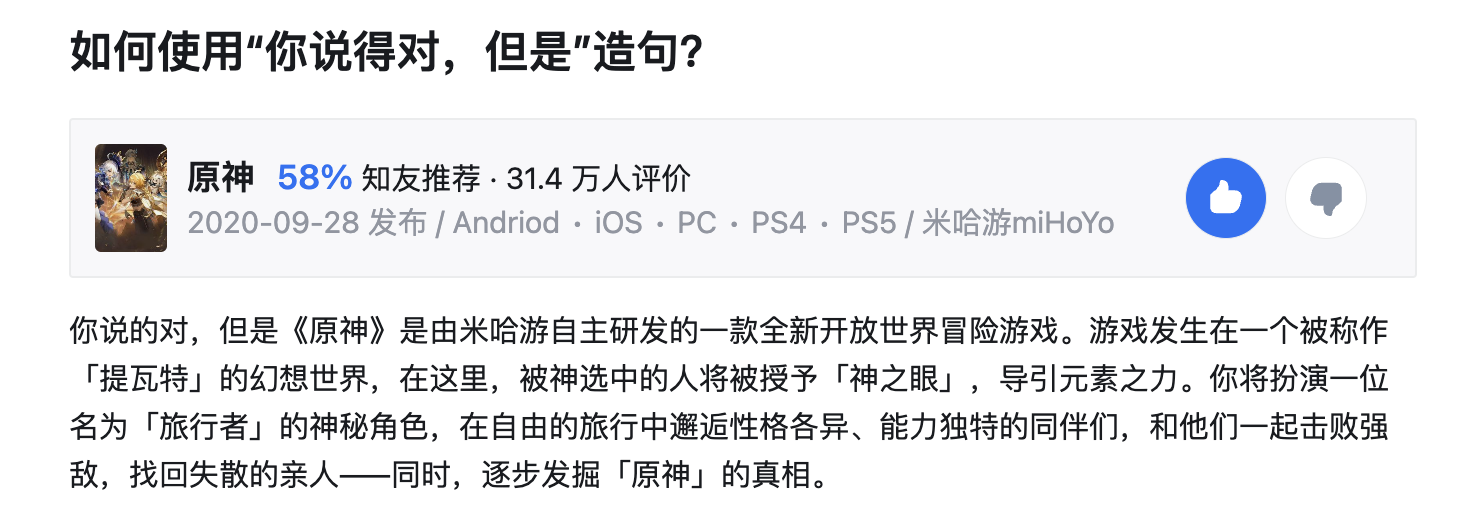 如何使用“你说得对，但是”造句？
原神 58% 知友推荐 · 31.4 万人评价
2020-09-28 发布 / Andriod · iOS · PC · PS4 · PS5 / 米哈游miHoYo
你说的对，但是《原神》是由米哈游自主研发的一款全新开放世界冒险游戏。游戏发生在一个被称作
「提瓦特」的幻想世界，在这里，被神选中的人将被授予「神之眼」，导引元素之力。你将扮演一位
名为「旅行者」的神秘角色，在自由的旅行中邂逅性格各异、能力独特的同伴们，和他们一起击败强
敌，找回失散的亲人——同时，逐步发掘「原神」的真相。